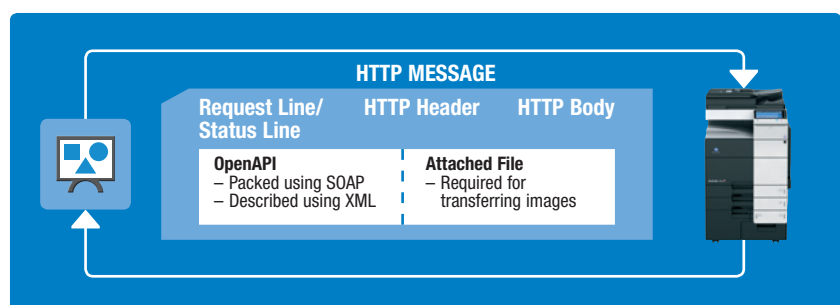 HTTP MESSAGE
Request Line/
Status Line
HTTP Header
HTTP Body
OpenAPI
– Packed using SOAP
– Described using XML
Attached File
– Required for
transferring images